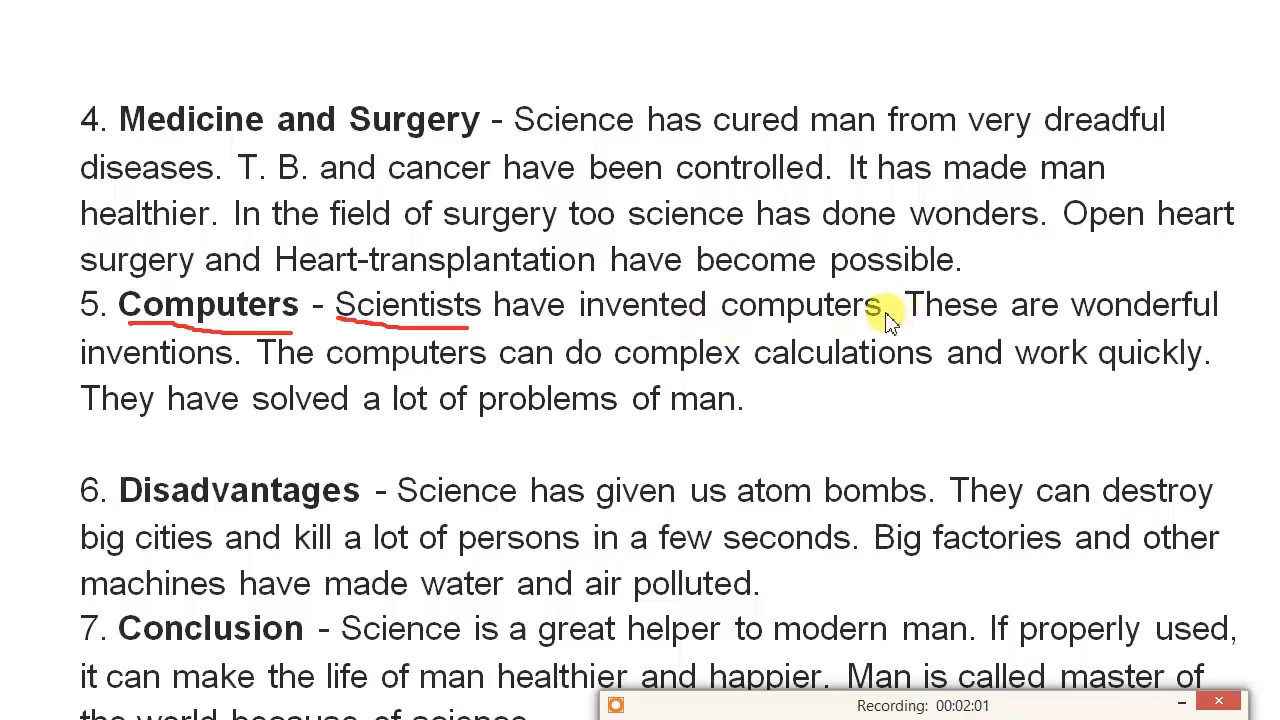 4. Medicine and Surgery - Science has cured man from very dreadful
diseases. T. B. and cancer have been controlled. It has made man
healthier. In the field of surgery too science has done wonders. Open heart
surgery and Heart-transplantation have become possible.
5. Computers - Scientists have invented computers. These are wonderful
inventions. The computers can do complex calculations and work quickly.
They have solved a lot of problems of man.
6. Disadvantages - Science has given us atom bombs. They can destroy
big cities and kill a lot of persons in a few seconds. Big factories and other
machines have made water and air polluted.
7. Conclusion - Science is a great helper to modern man. If properly used,
it can make the life of man healthier and happier. Man is called master of
the world because of science.
Recording: 00:02:01